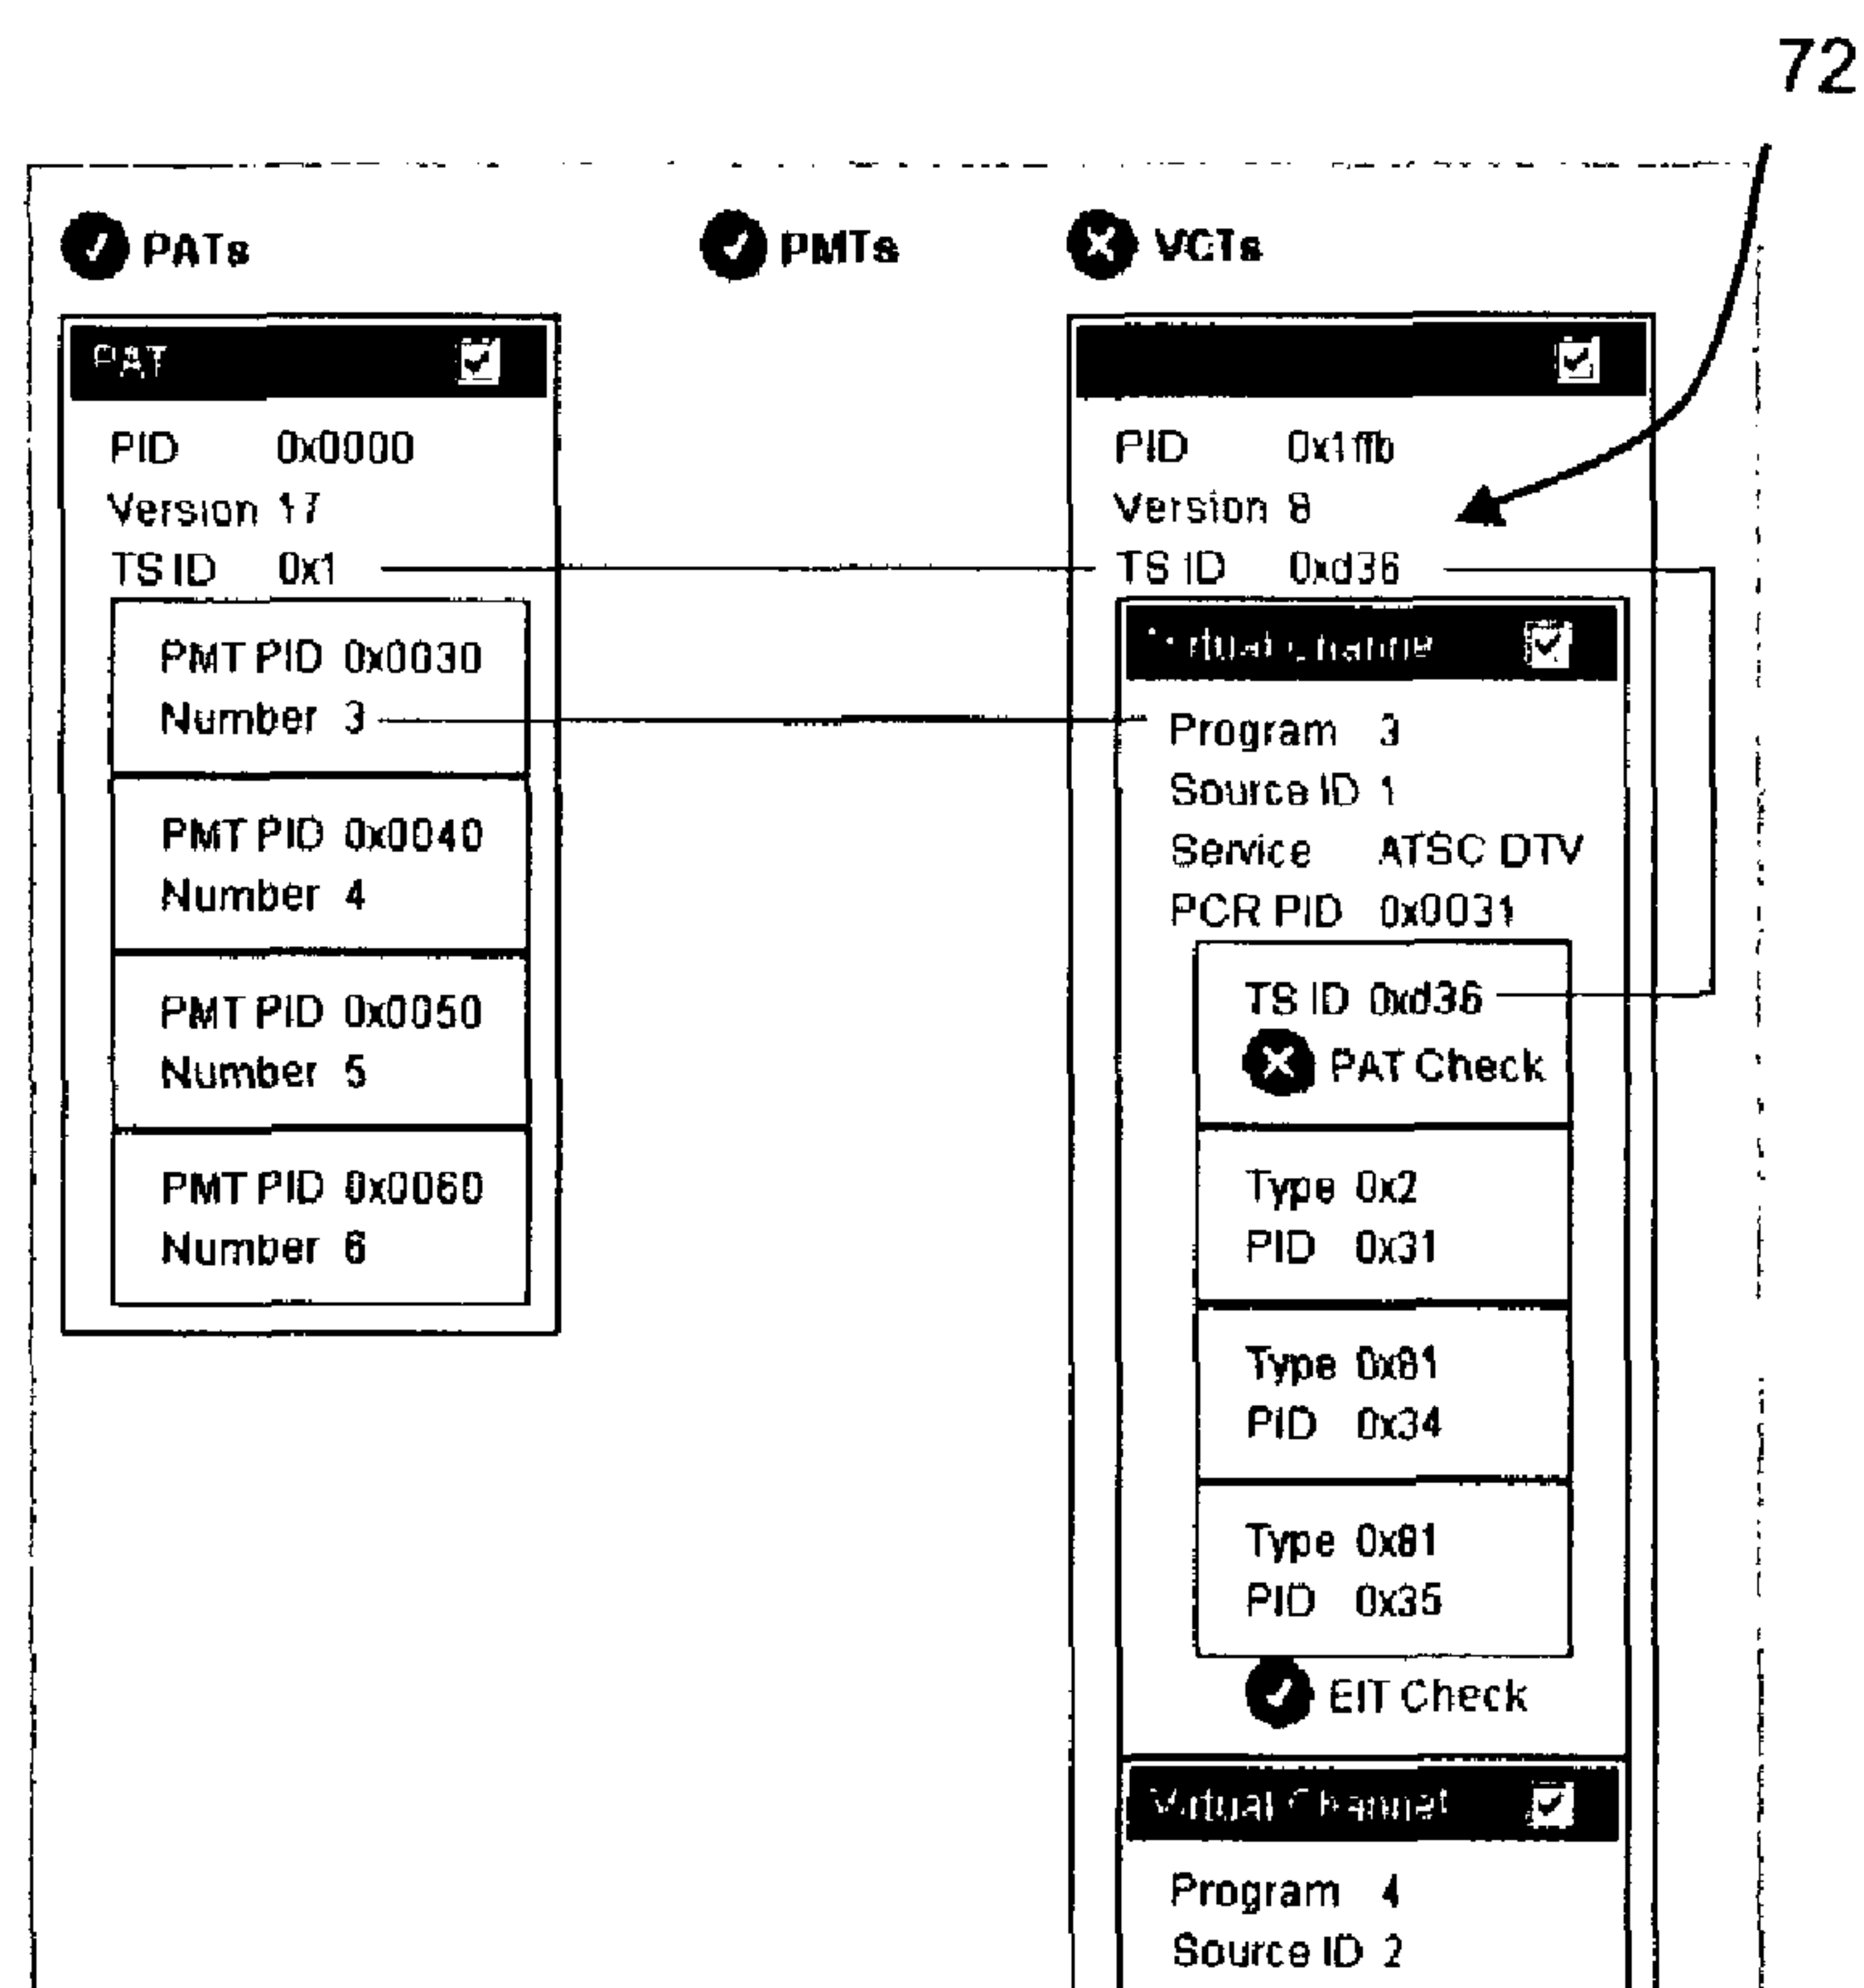 72
PATs
PMTs
VCTs
PAT
PID 0x0000
Version 17
TS ID 0x1
PMT PID 0x0030
Number 3
PMT PID 0x0040
Number 4
PMT PID 0x0050
Number 5
PMT PID 0x0060
Number 6
PID 0x1ffb
Version 8
TS ID 0xd36
Virtual Channel
Program 3
Source ID 1
Service ATSC DTV
PCR PID 0x0031
TS ID 0xd36
PAT Check
Type 0x2
PID 0x31
Type 0x81
PID 0x34
Type 0x81
PID 0x35
EIT Check
Virtual Channel
Program 4
Source ID 2